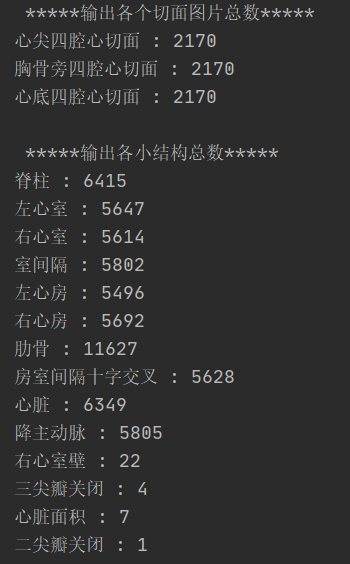 *****输出各个切面图片总数*****
心尖四腔心切面 : 2170
胸骨旁四腔心切面 : 2170
心底四腔心切面 : 2170
*****输出各小结构总数*****
脊柱 : 6415
左心室 : 5647
右心室 : 5614
室间隔 : 5802
左心房 : 5496
右心房 : 5692
肋骨 : 11627
房室间隔十字交叉 : 5628
心脏 : 6349
降主动脉 : 5805
右心室壁 : 22
三尖瓣关闭 : 4
心脏面积 : 7
二尖瓣关闭 : 1